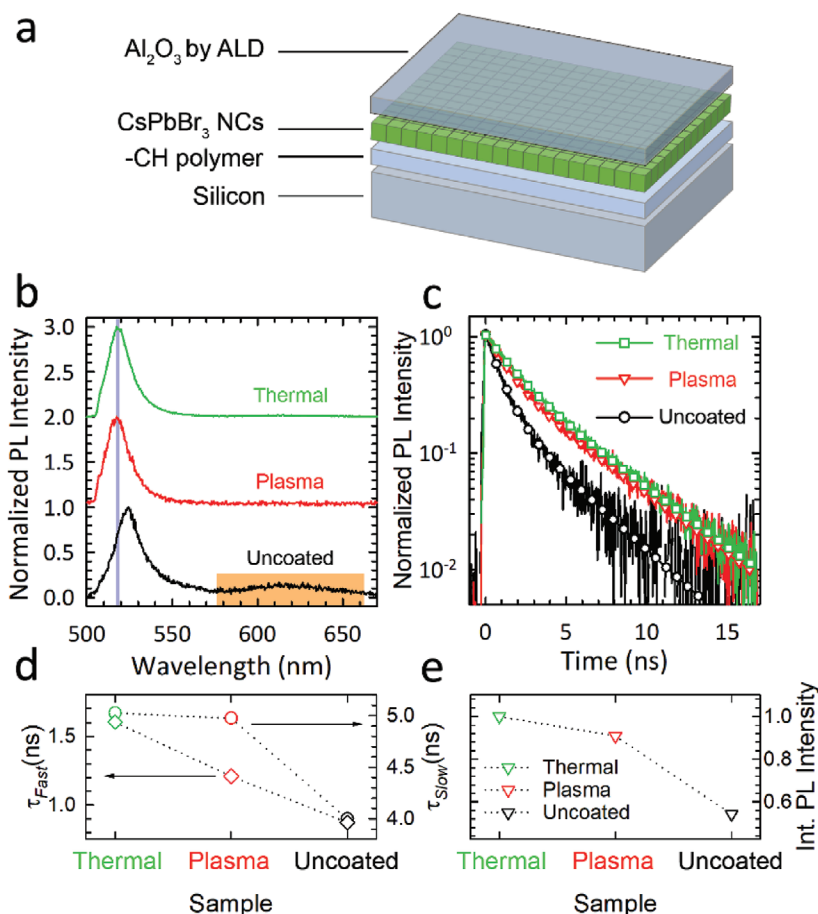 a
Al₂O₃ by ALD
CsPbBr₃ NCs
-CH polymer
Silicon
b
Normalized PL Intensity
3.0
2.0
1.0
2.0
1.0
0.0
Thermal
Plasma
Uncoated
500 550 600 650
Wavelength (nm)
c
Normalized PL Intensity
10⁰
10⁻¹
10⁻²
Thermal
Plasma
Uncoated
0 5 10 15
Time (ns)
d
τFast(ns)
1.5
1.0
5.0
4.5
4.0
τSlow(ns)
Thermal Plasma Uncoated
Sample
e
Thermal
Plasma
Uncoated
1.0
0.8
0.6
Int. PL Intensity
Thermal Plasma Uncoated
Sample